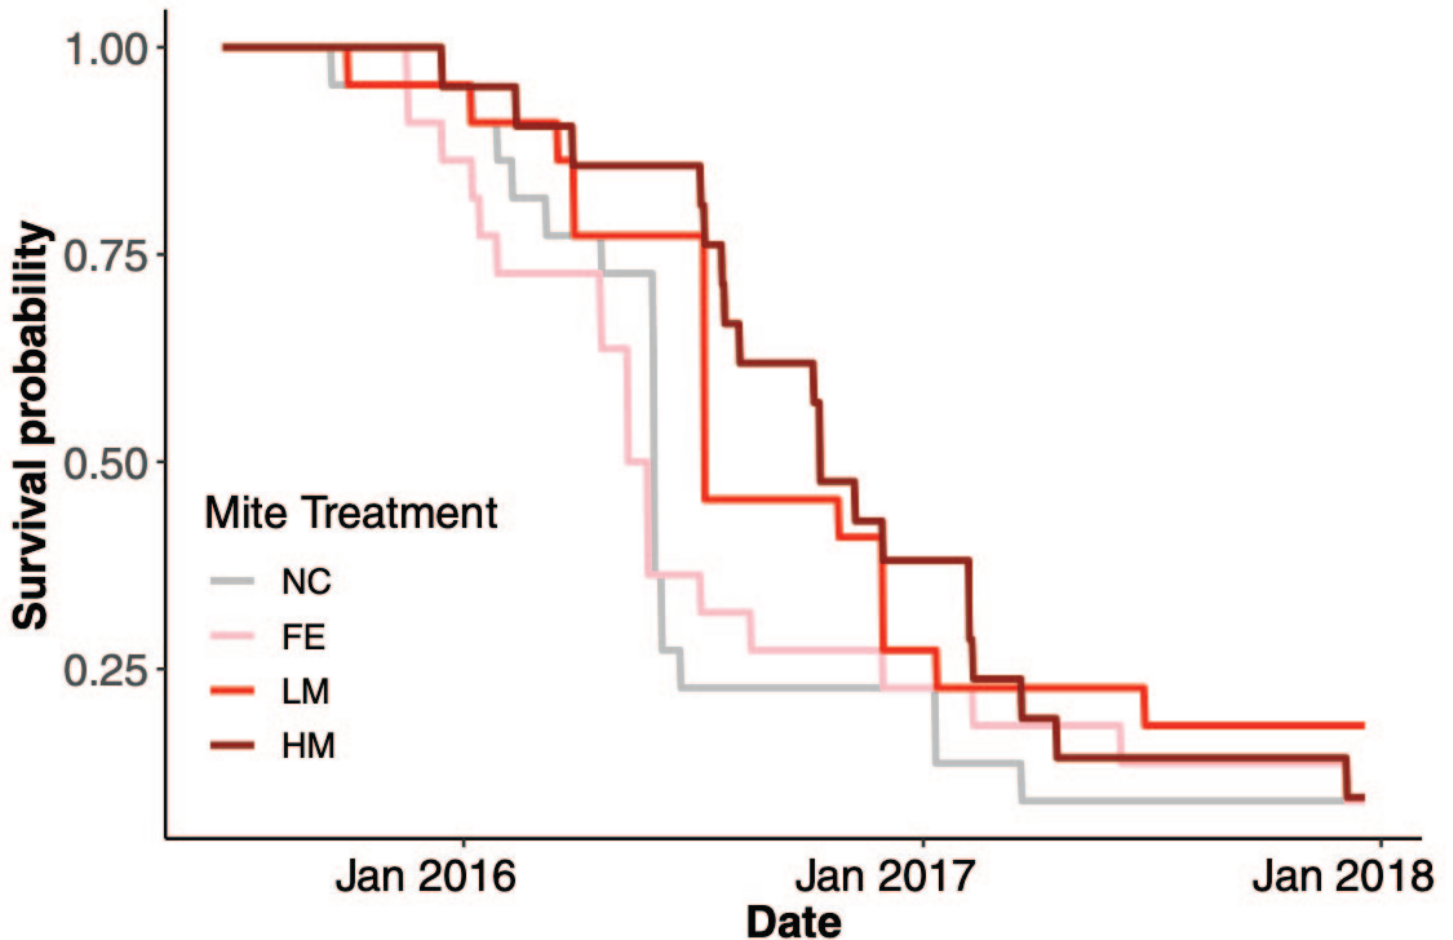 Survival probability
1.00
0.75
0.50
0.25
Mite Treatment
NC
FE
LM
HM
Jan 2016
Jan 2017
Jan 2018
Date